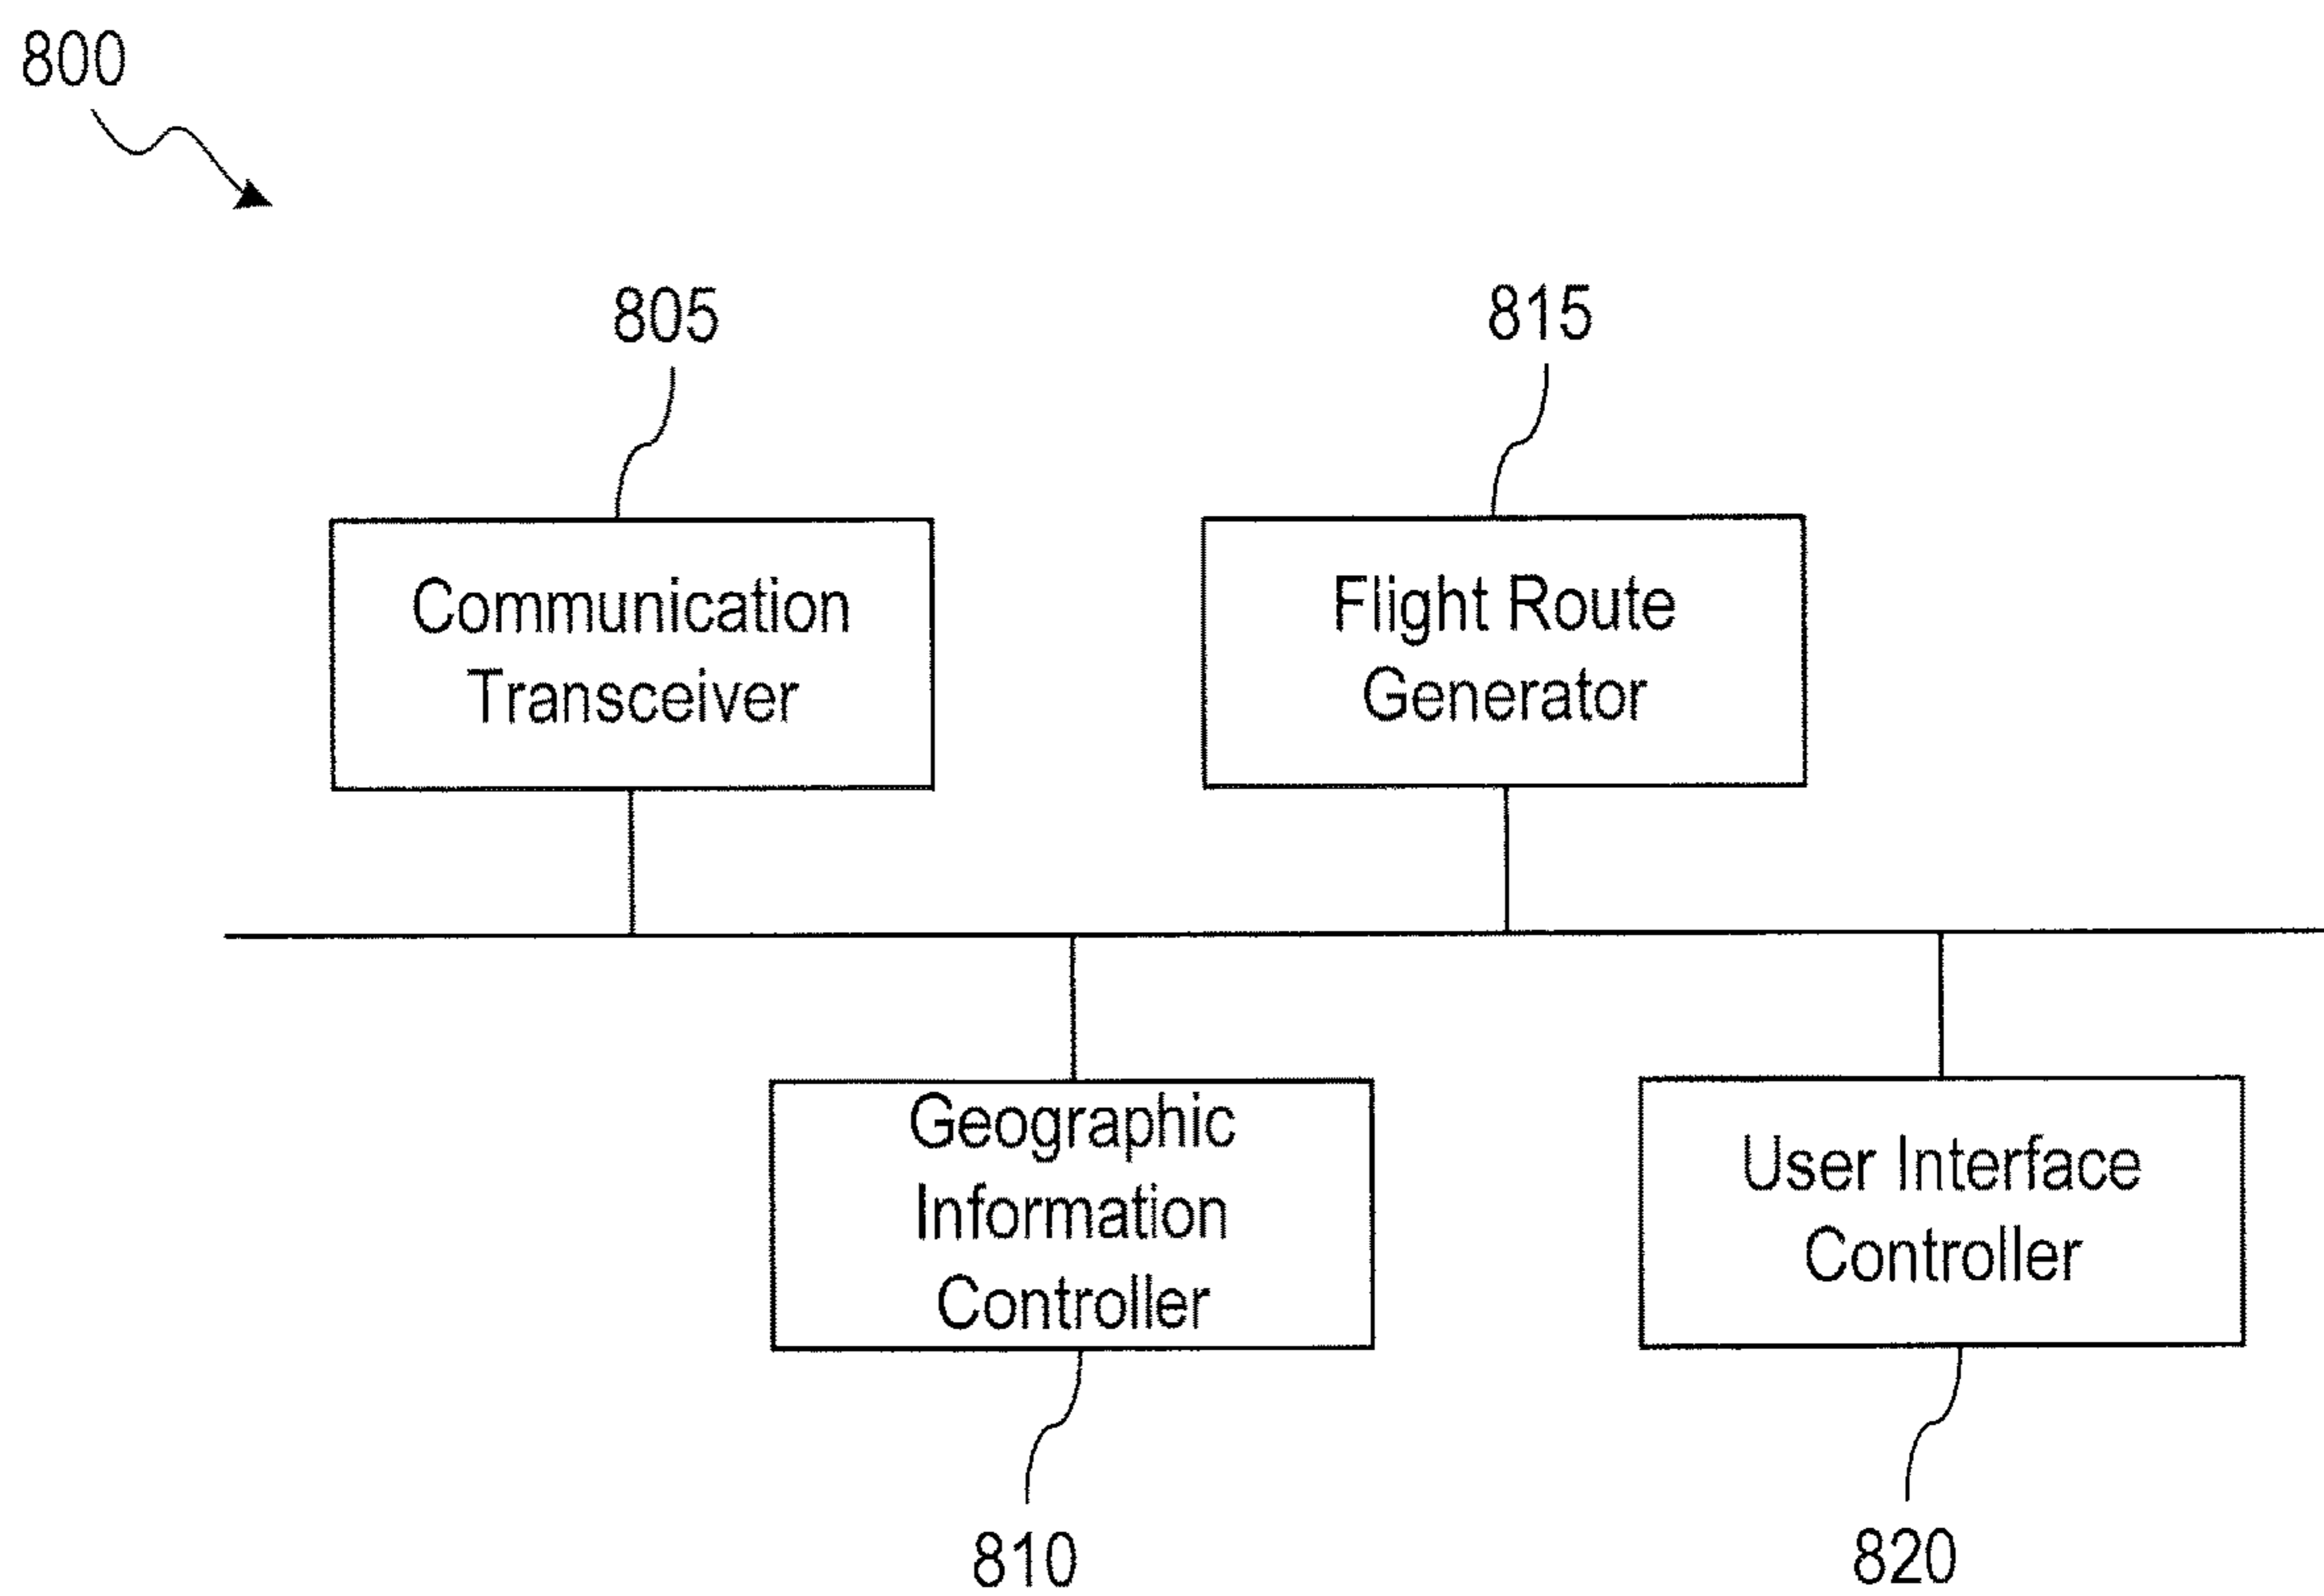 800
805
815
Communication
Transceiver
Flight Route
Generator
Geographic
Information
Controller
User Interface
Controller
810
820